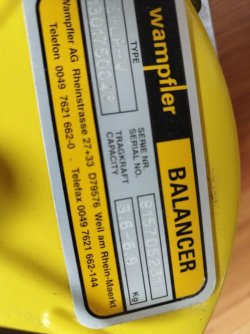 wampfler
BALANCER
TYPE
SERIE NR.
SERIAL NO.
TRAGKRAFT
CAPACITY
Kg
Wampfler AG Rheinstrasse 27+33 D79576 Weil am Rhein-Maerkt
Telefon 0049 7621 662-0 Telefax 0049 7621 662-144